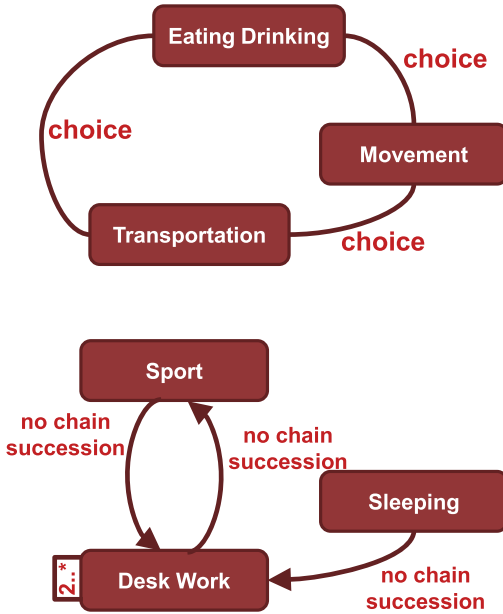 Eating Drinking
choice
choice
Movement
Transportation
choice
Sport
no chain
succession
no chain
succession
Sleeping
2..*
Desk Work
no chain
succession